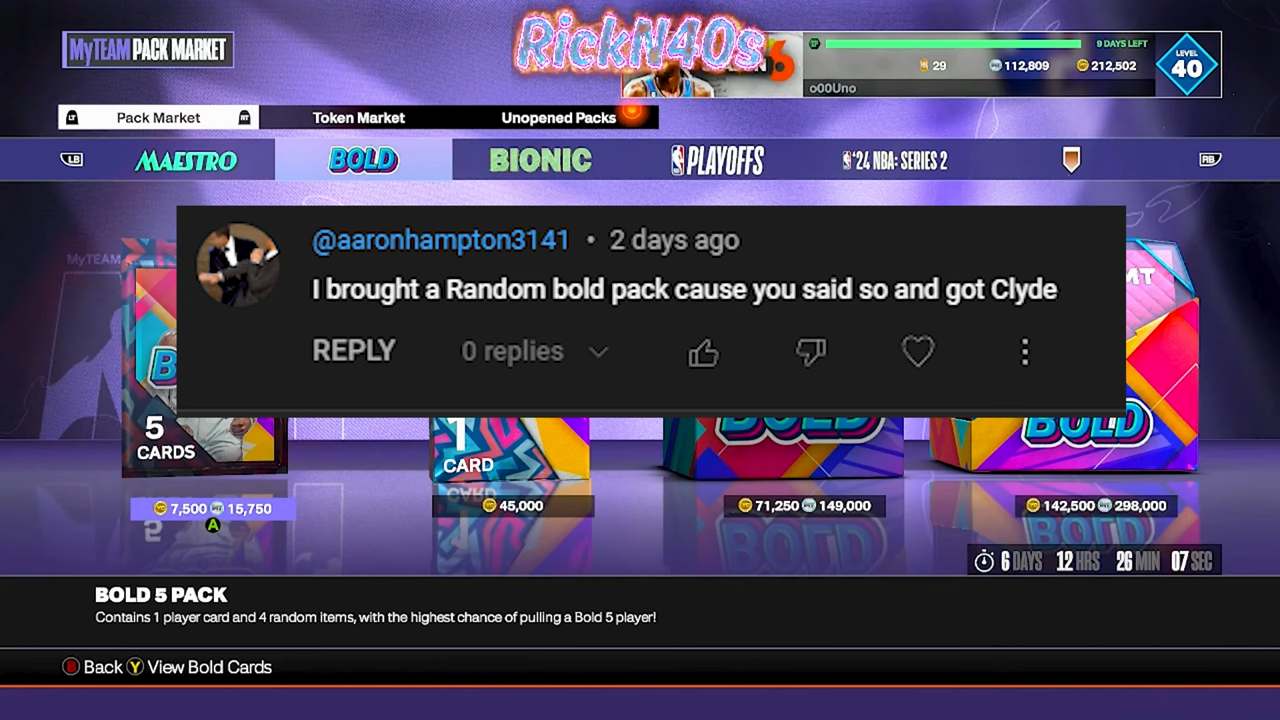 RickN40s
MyTEAM PACK MARKET
9 DAYS LEFT
29 112,809 212,502
LEVEL
40
o00Uno
LT Pack Market RT Token Market Unopened Packs
LB MAESTRO BOLD BIONIC PLAYOFFS '24 NBA: SERIES 2 RB
MyTEAM
@aaronhampton3141 • 2 days ago
I brought a Random bold pack cause you said so and got Clyde
REPLY 0 replies
MT
5
CARDS
1
CARD
BOLD
BOLD
7,500 15,750
A
45,000
71,250 149,000
142,500 298,000
6 DAYS 12 HRS 26 MIN 07 SEC
BOLD 5 PACK
Contains 1 player card and 4 random items, with the highest chance of pulling a Bold 5 player!
B Back Y View Bold Cards